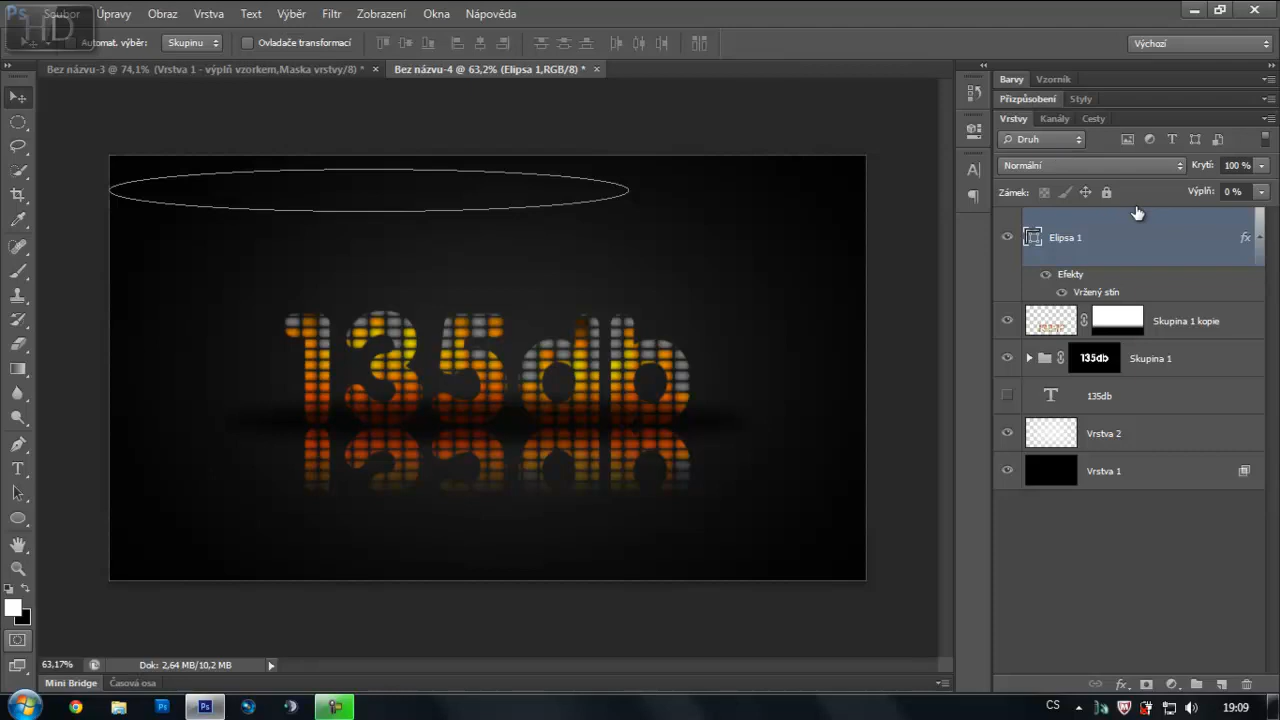 Ps
HD
Soubor Úpravy Obraz Vrstva Text Výběr Filtr Zobrazení Okna Nápověda
Automat. výběr: Skupinu Ovladače transformací
Výchozí
Bez názvu-3 @ 74,1% (Vrstva 1 - výplň vzorkem,Maska vrstvy/8) * ×
Bez názvu-4 @ 63,2% (Elipsa 1,RGB/8) * ×
Barvy Vzorník
Přizpůsobení Styly
Vrstvy Kanály Cesty
Druh
Normální Krytí: 100 %
Zámek: Výplň: 0 %
Elipsa 1 fx
Efekty
Vržený stín
Skupina 1 kopie
135db Skupina 1
T 135db
Vrstva 2
Vrstva 1
135db
63,17% Dok: 2,64 MB/10,2 MB
Mini Bridge Časová osa
CS 19:09